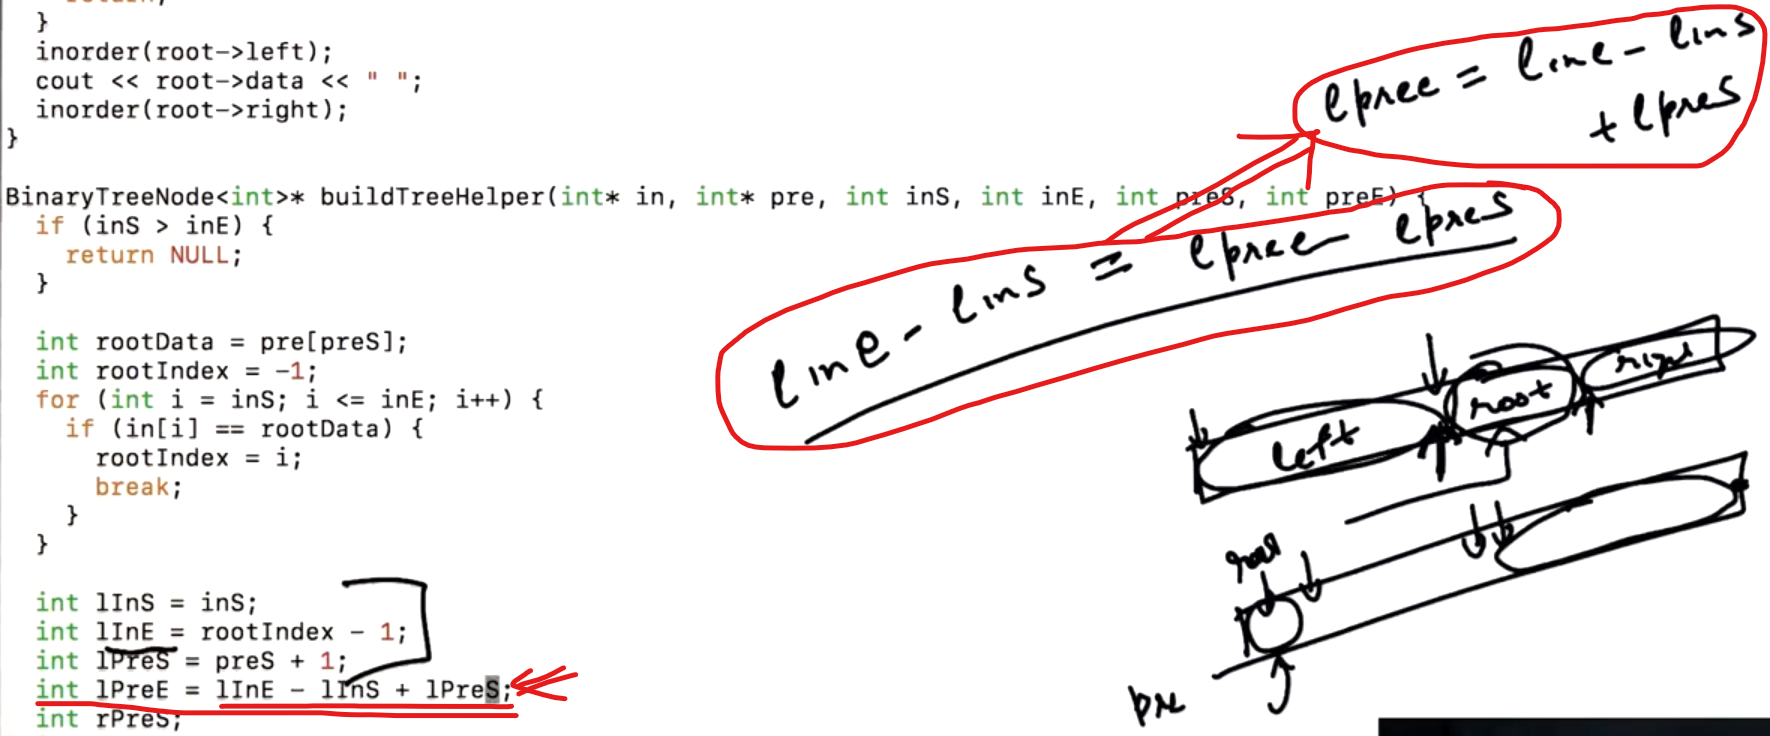 }
inorder(root->left);
cout << root->data << " ";
inorder(root->right);
}
BinaryTreeNode<int>* buildTreeHelper(int* in, int* pre, int inS, int inE, int preS, int preE) {
if (inS > inE) {
return NULL;
}
int rootData = pre[preS];
int rootIndex = -1;
for (int i = inS; i <= inE; i++) {
if (in[i] == rootData) {
rootIndex = i;
break;
}
}
int lInS = inS;
int lInE = rootIndex - 1;
int lPreS = preS + 1;
int lPreE = lInE - lInS + lPreS;
int rPreS;
lpree = line - lins
+ lpres
line - lins = lpree - lpres
left
root
root
pre